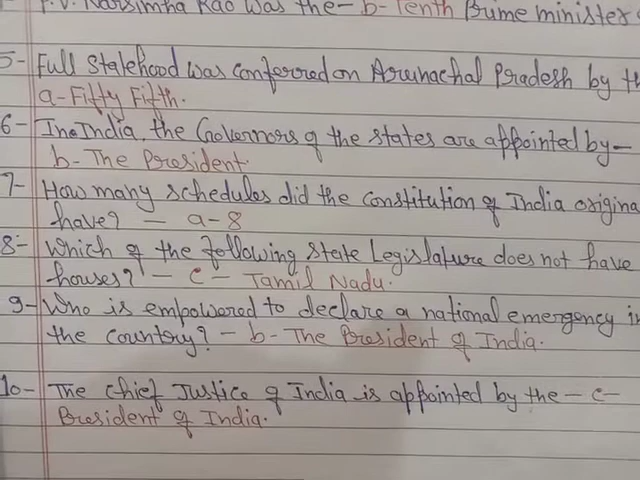 P.V. Narsimha Rao was the- b- Tenth Prime minister
5- Full Statehood was conferred on Arunachal Pradesh by th
a- Fifty Fifth.
6- In India, the Governors of the states are appointed by-
b- The President.
7- How many schedules did the constitution of India origina
have? - a-8
8- Which of the following State Legislature does not have
houses? - c- Tamil Nadu.
9- Who is empowered to declare a national emergency in
the country? - b- The President of India.
10- The Chief Justice of India is appointed by the - c-
President of India.